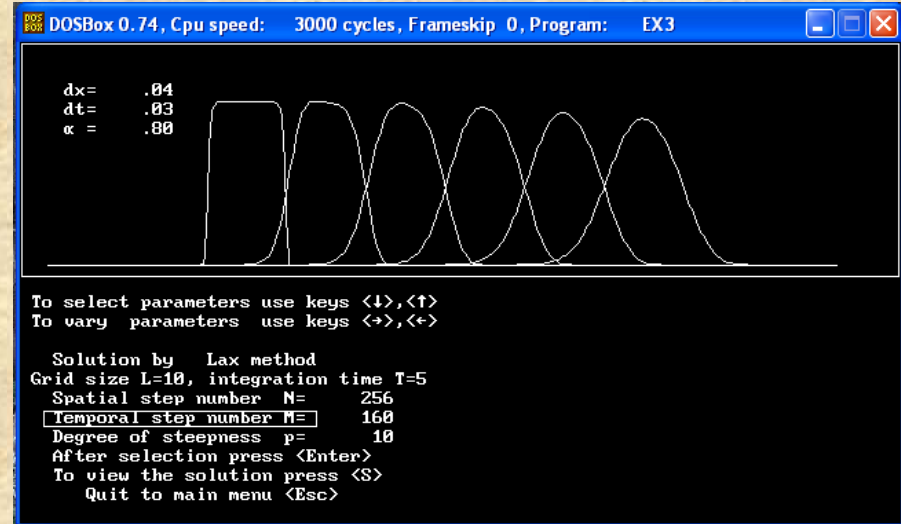 DOS BOX DOSBox 0.74, Cpu speed: 3000 cycles, Frameskip 0, Program: EX3
dx= .04
dt= .03
α = .80
To select parameters use keys <↓>,<↑>
To vary parameters use keys <→>,<←>
Solution by Lax method
Grid size L=10, integration time T=5
Spatial step number N= 256
Temporal step number M= 160
Degree of steepness p= 10
After selection press <Enter>
To view the solution press <S>
Quit to main menu <Esc>